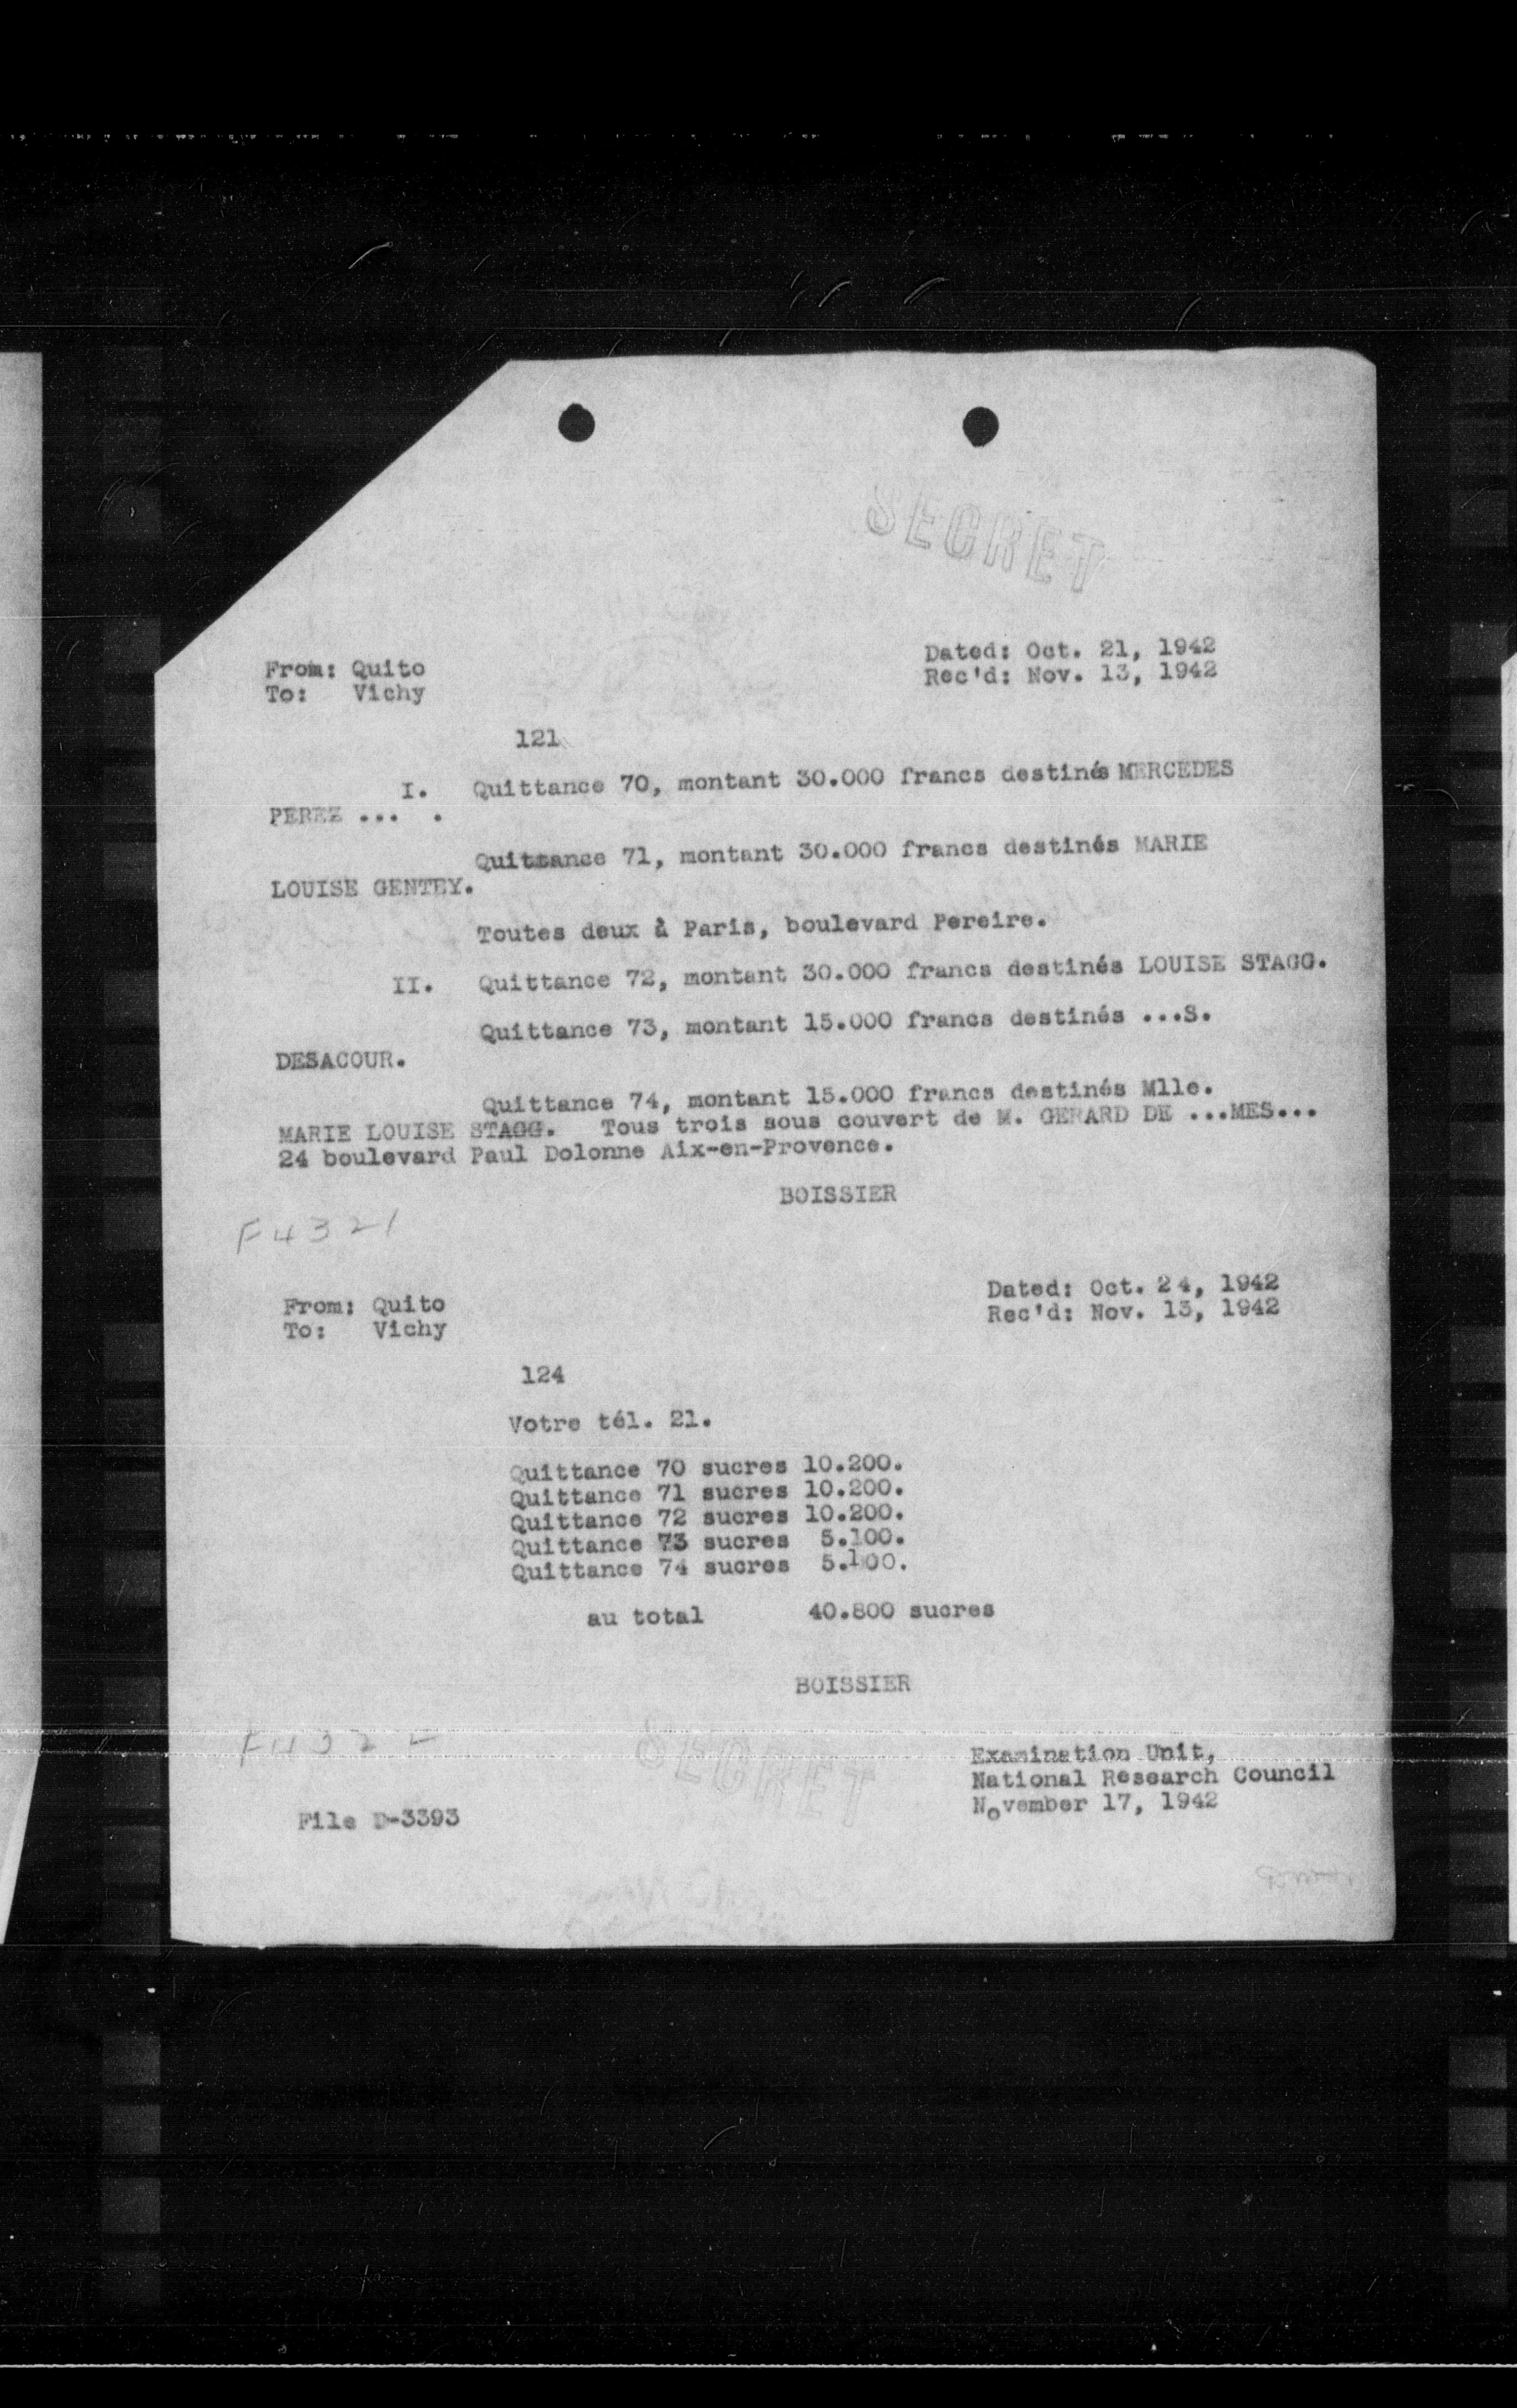 SECRET
Dated: Oct. 21, 1942
From: Quito
Rec'd: Nov. 13, 1942
To: Vichy
121
I. Quittance 70, montant 30.000 francs destinés MERCEDES
PEREZ ... .
Quittance 71, montant 30.000 francs destinés MARIE
LOUISE GENTEY.
Toutes deux à Paris, boulevard Pereire.
II. Quittance 72, montant 30.000 francs destinés LOUISE STAGG.
Quittance 73, montant 15.000 francs destinés ...S.
DESACOUR.
Quittance 74, montant 15.000 francs destinés Mlle.
MARIE LOUISE STAGG. Tous trois sous couvert de M. GERARD DE ...MES...
24 boulevard Paul Dolonne Aix-en-Provence.
BOISSIER
F4321
Dated: Oct. 24, 1942
From: Quito
Rec'd: Nov. 13, 1942
To: Vichy
124
Votre tél. 21.
Quittance 70 sucres 10.200.
Quittance 71 sucres 10.200.
Quittance 72 sucres 10.200.
Quittance 73 sucres 5.100.
Quittance 74 sucres 5.100.
au total 40.800 sucres
BOISSIER
F4322
SECRET
Examination Unit,
National Research Council
November 17, 1942
File D-3393